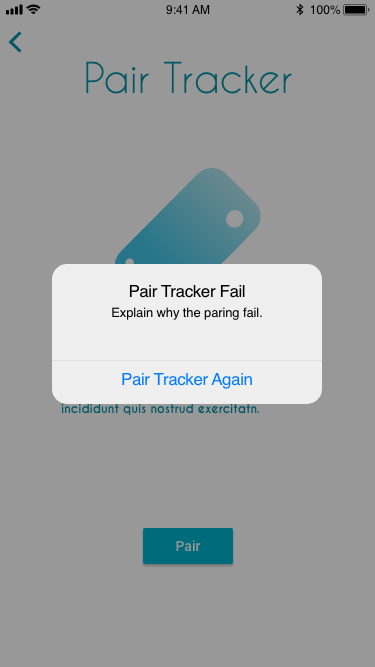 9:41 AM
100%
Pair Tracker
Pair Tracker Fail
Explain why the paring fail.
Pair Tracker Again
incididunt quis nostrud exercitatn.
Pair